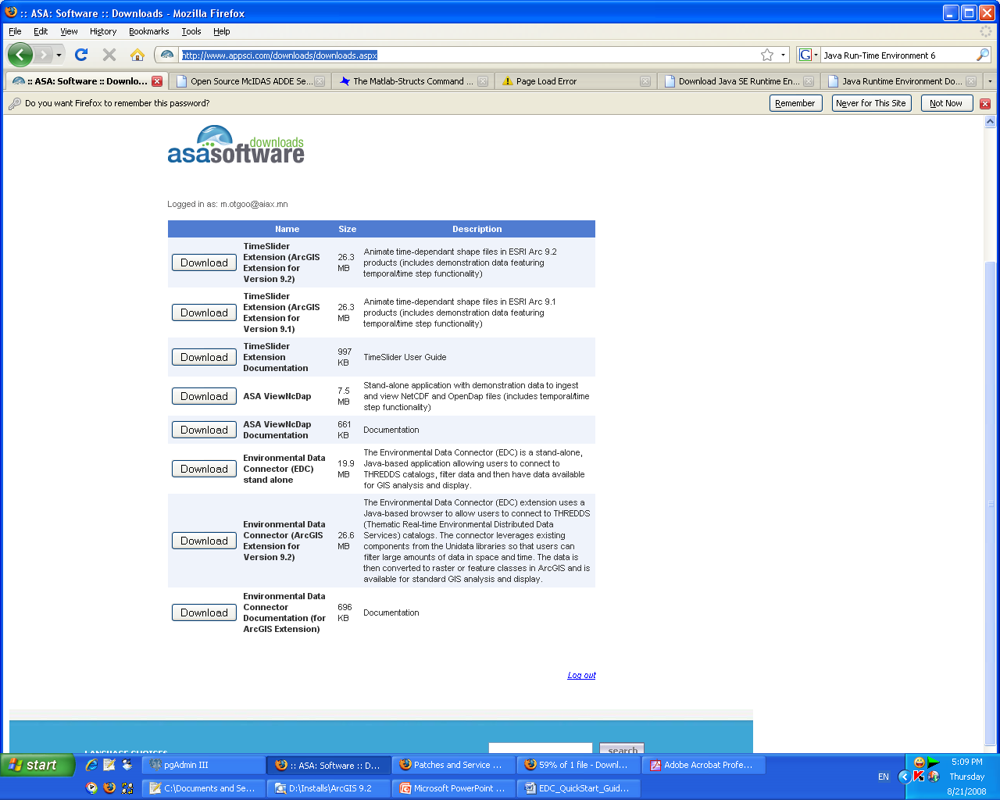 :: ASA: Software :: Downloads - Mozilla Firefox
File Edit View History Bookmarks Tools Help
http://www.appsci.com/downloads/downloads.aspx
Java Run-Time Environment 6
:: ASA: Software :: Downlo...
Open Source McIDAS ADDE Se...
The Matlab-Structs Command ...
Page Load Error
Download Java SE Runtime En...
Java Runtime Environment Do...
Do you want Firefox to remember this password?
Remember Never for This Site Not Now
downloads
asasoftware
Logged in as: m.otgoo@aiax.mn
Name Size Description
Download
TimeSlider
Extension (ArcGIS
Extension for
Version 9.2)
26.3
MB
Animate time-dependant shape files in ESRI Arc 9.2
products (includes demonstration data featuring
temporal/time step functionality)
Download
TimeSlider
Extension (ArcGIS
Extension for
Version 9.1)
26.3
MB
Animate time-dependant shape files in ESRI Arc 9.1
products (includes demonstration data featuring
temporal/time step functionality)
Download
TimeSlider
Extension
Documentation
997
KB
TimeSlider User Guide
Download
ASA ViewNcDap
7.5
MB
Stand-alone application with demonstration data to ingest
and view NetCDF and OpenDap files (includes temporal/time
step functionality)
Download
ASA ViewNcDap
Documentation
661
KB
Documentation
Download
Environmental Data
Connector (EDC)
stand alone
19.9
MB
The Environmental Data Connector (EDC) is a stand-alone,
Java-based application allowing users to connect to
THREDDS catalogs, filter data and then have data available
for GIS analysis and display.
Download
Environmental Data
Connector (ArcGIS
Extension for
Version 9.2)
26.6
MB
The Environmental Data Connector (EDC) extension uses a
Java-based browser to allow users to connect to THREDDS
(Thematic Real-time Environmental Distributed Data
Services) catalogs. The connector leverages existing
components from the Unidata libraries so that users can
filter large amounts of data in space and time. The data is
then converted to raster or feature classes in ArcGIS and is
available for standard GIS analysis and display.
Download
Environmental Data
Connector
Documentation (for
ArcGIS Extension)
696
KB
Documentation
Log out
LANGUAGE CHOICES
search
start
pgAdmin III
:: ASA: Software :: D...
Patches and Service ...
59% of 1 file - Downl...
Adobe Acrobat Profe...
C:\Documents and Se...
D:\Installs\ArcGIS 9.2
Microsoft PowerPoint ...
EDC_QuickStart_Guid...
EN
5:09 PM
Thursday
8/21/2008